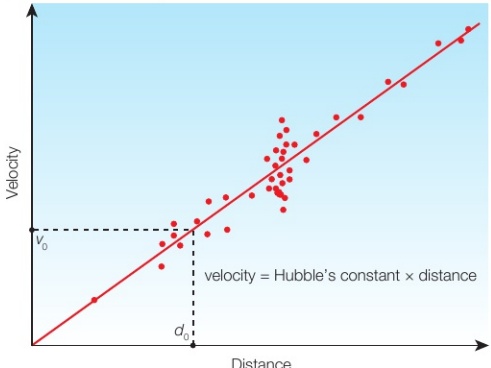 Velocity
v0
velocity = Hubble's constant × distance
d0
Distance